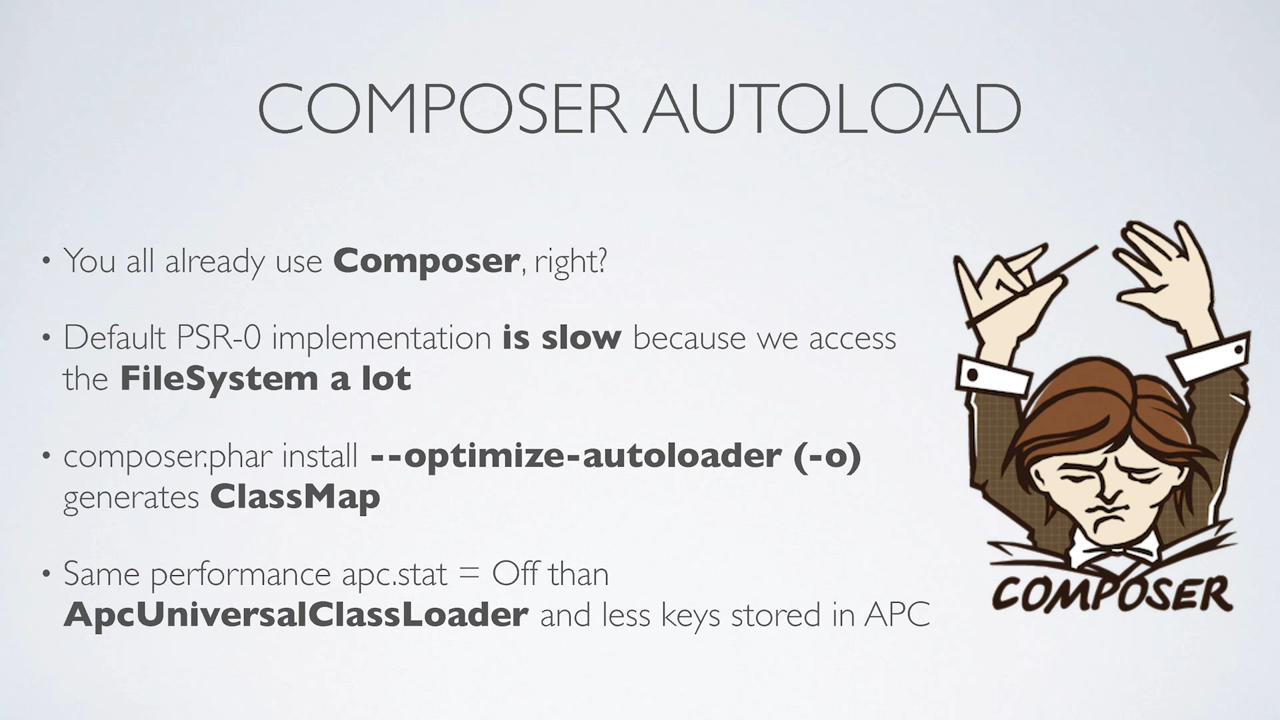 COMPOSER AUTOLOAD
• You all already use Composer, right?
• Default PSR-0 implementation is slow because we access
the FileSystem a lot
• composer.phar install --optimize-autoloader (-o)
generates ClassMap
• Same performance apc.stat = Off than
ApcUniversalClassLoader and less keys stored in APC
COMPOSER